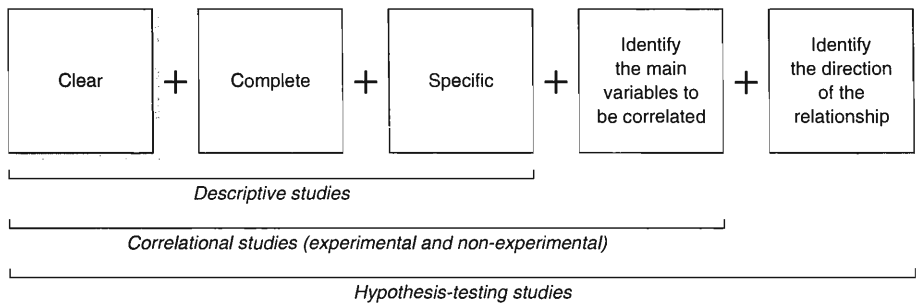 Clear + Complete + Specific + Identify the main variables to be correlated + Identify the direction of the relationship
Descriptive studies
Correlational studies (experimental and non-experimental)
Hypothesis-testing studies